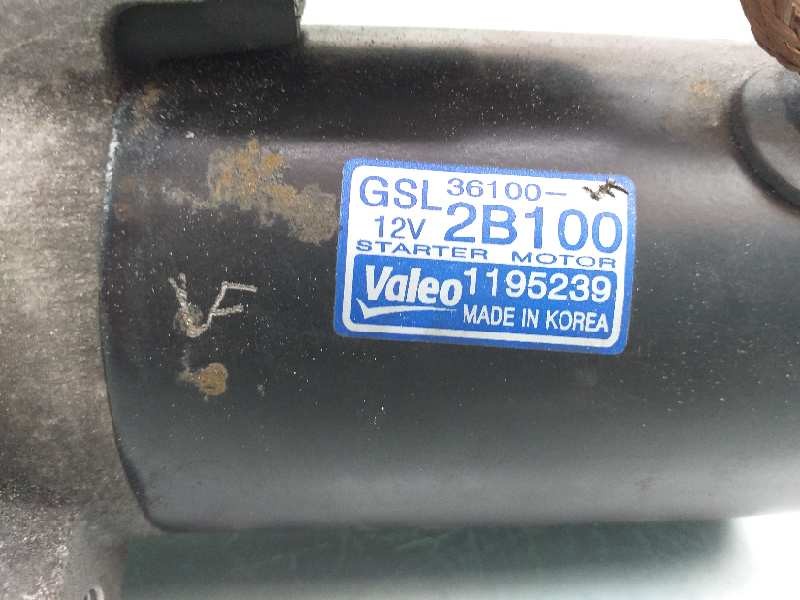 GSL 36100-
12V 2B100
STARTER MOTOR
Valeo 1195239
MADE IN KOREA